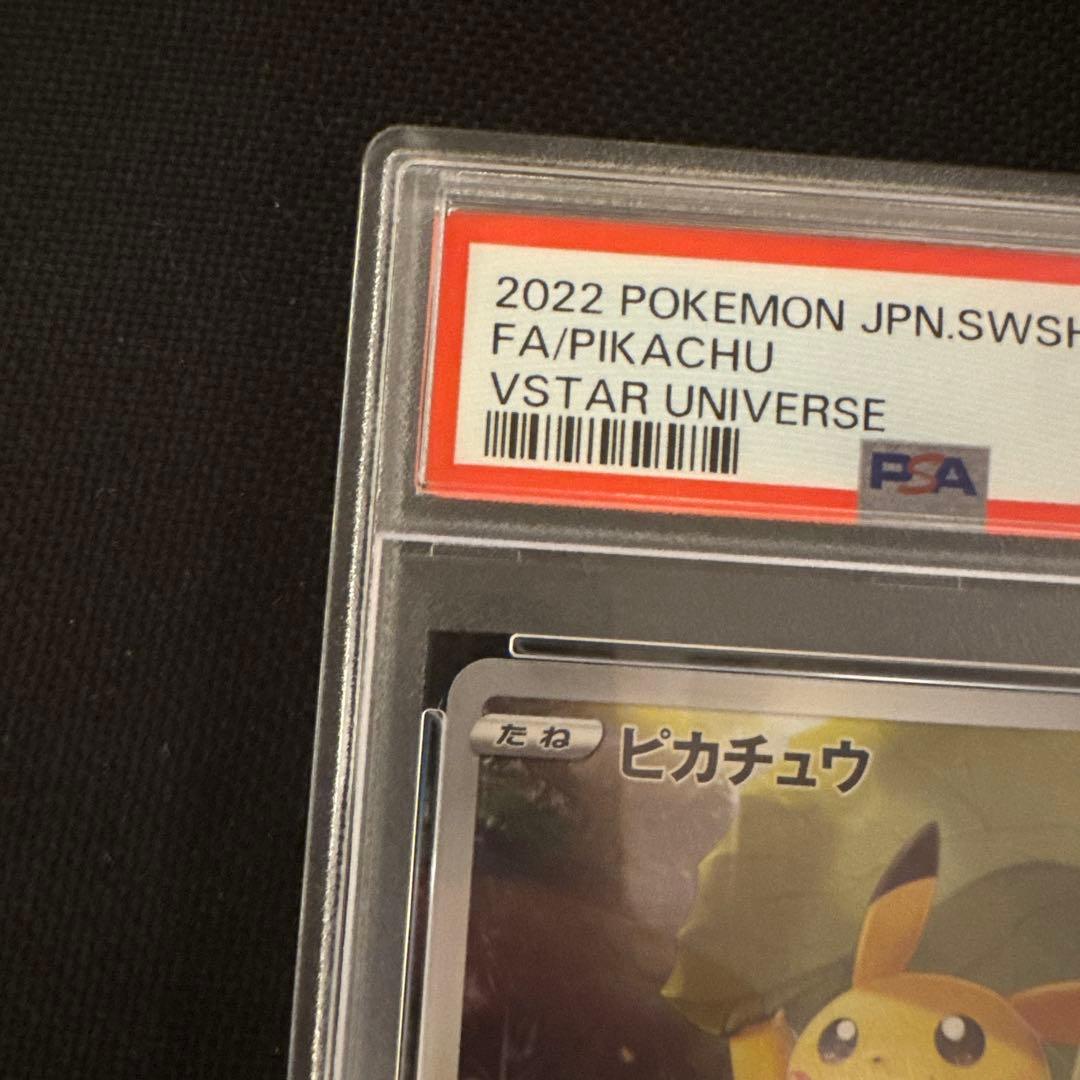 2022 POKEMON JPN.SWSH
FA/PIKACHU
VSTAR UNIVERSE
PSA
たね ピカチュウ